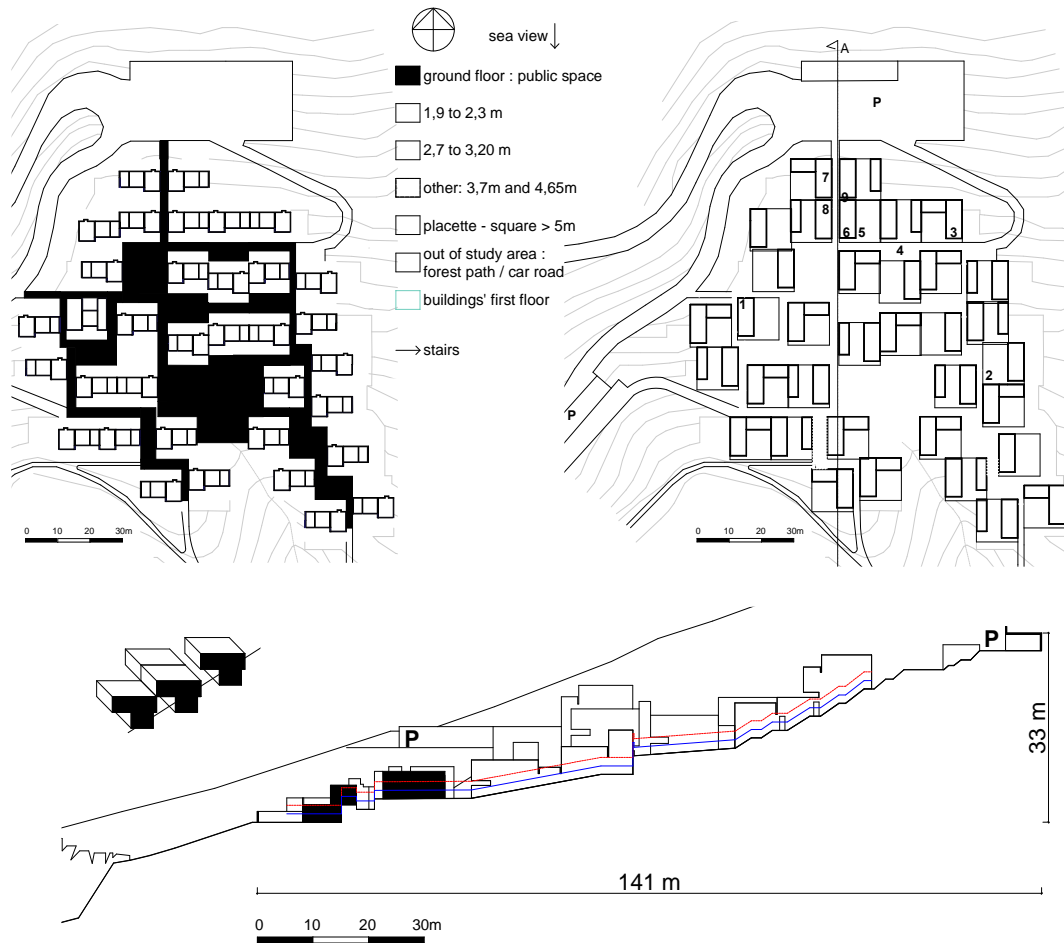 sea view
ground floor : public space
1,9 to 2,3 m
2,7 to 3,20 m
other: 3,7m and 4,65m
placette - square > 5m
out of study area :
forest path / car road
buildings' first floor
stairs
0 10 20 30m
A
P
7
9
8
6 5
3
4
1
2
P
0 10 20 30m
P
P
33 m
141 m
0 10 20 30m